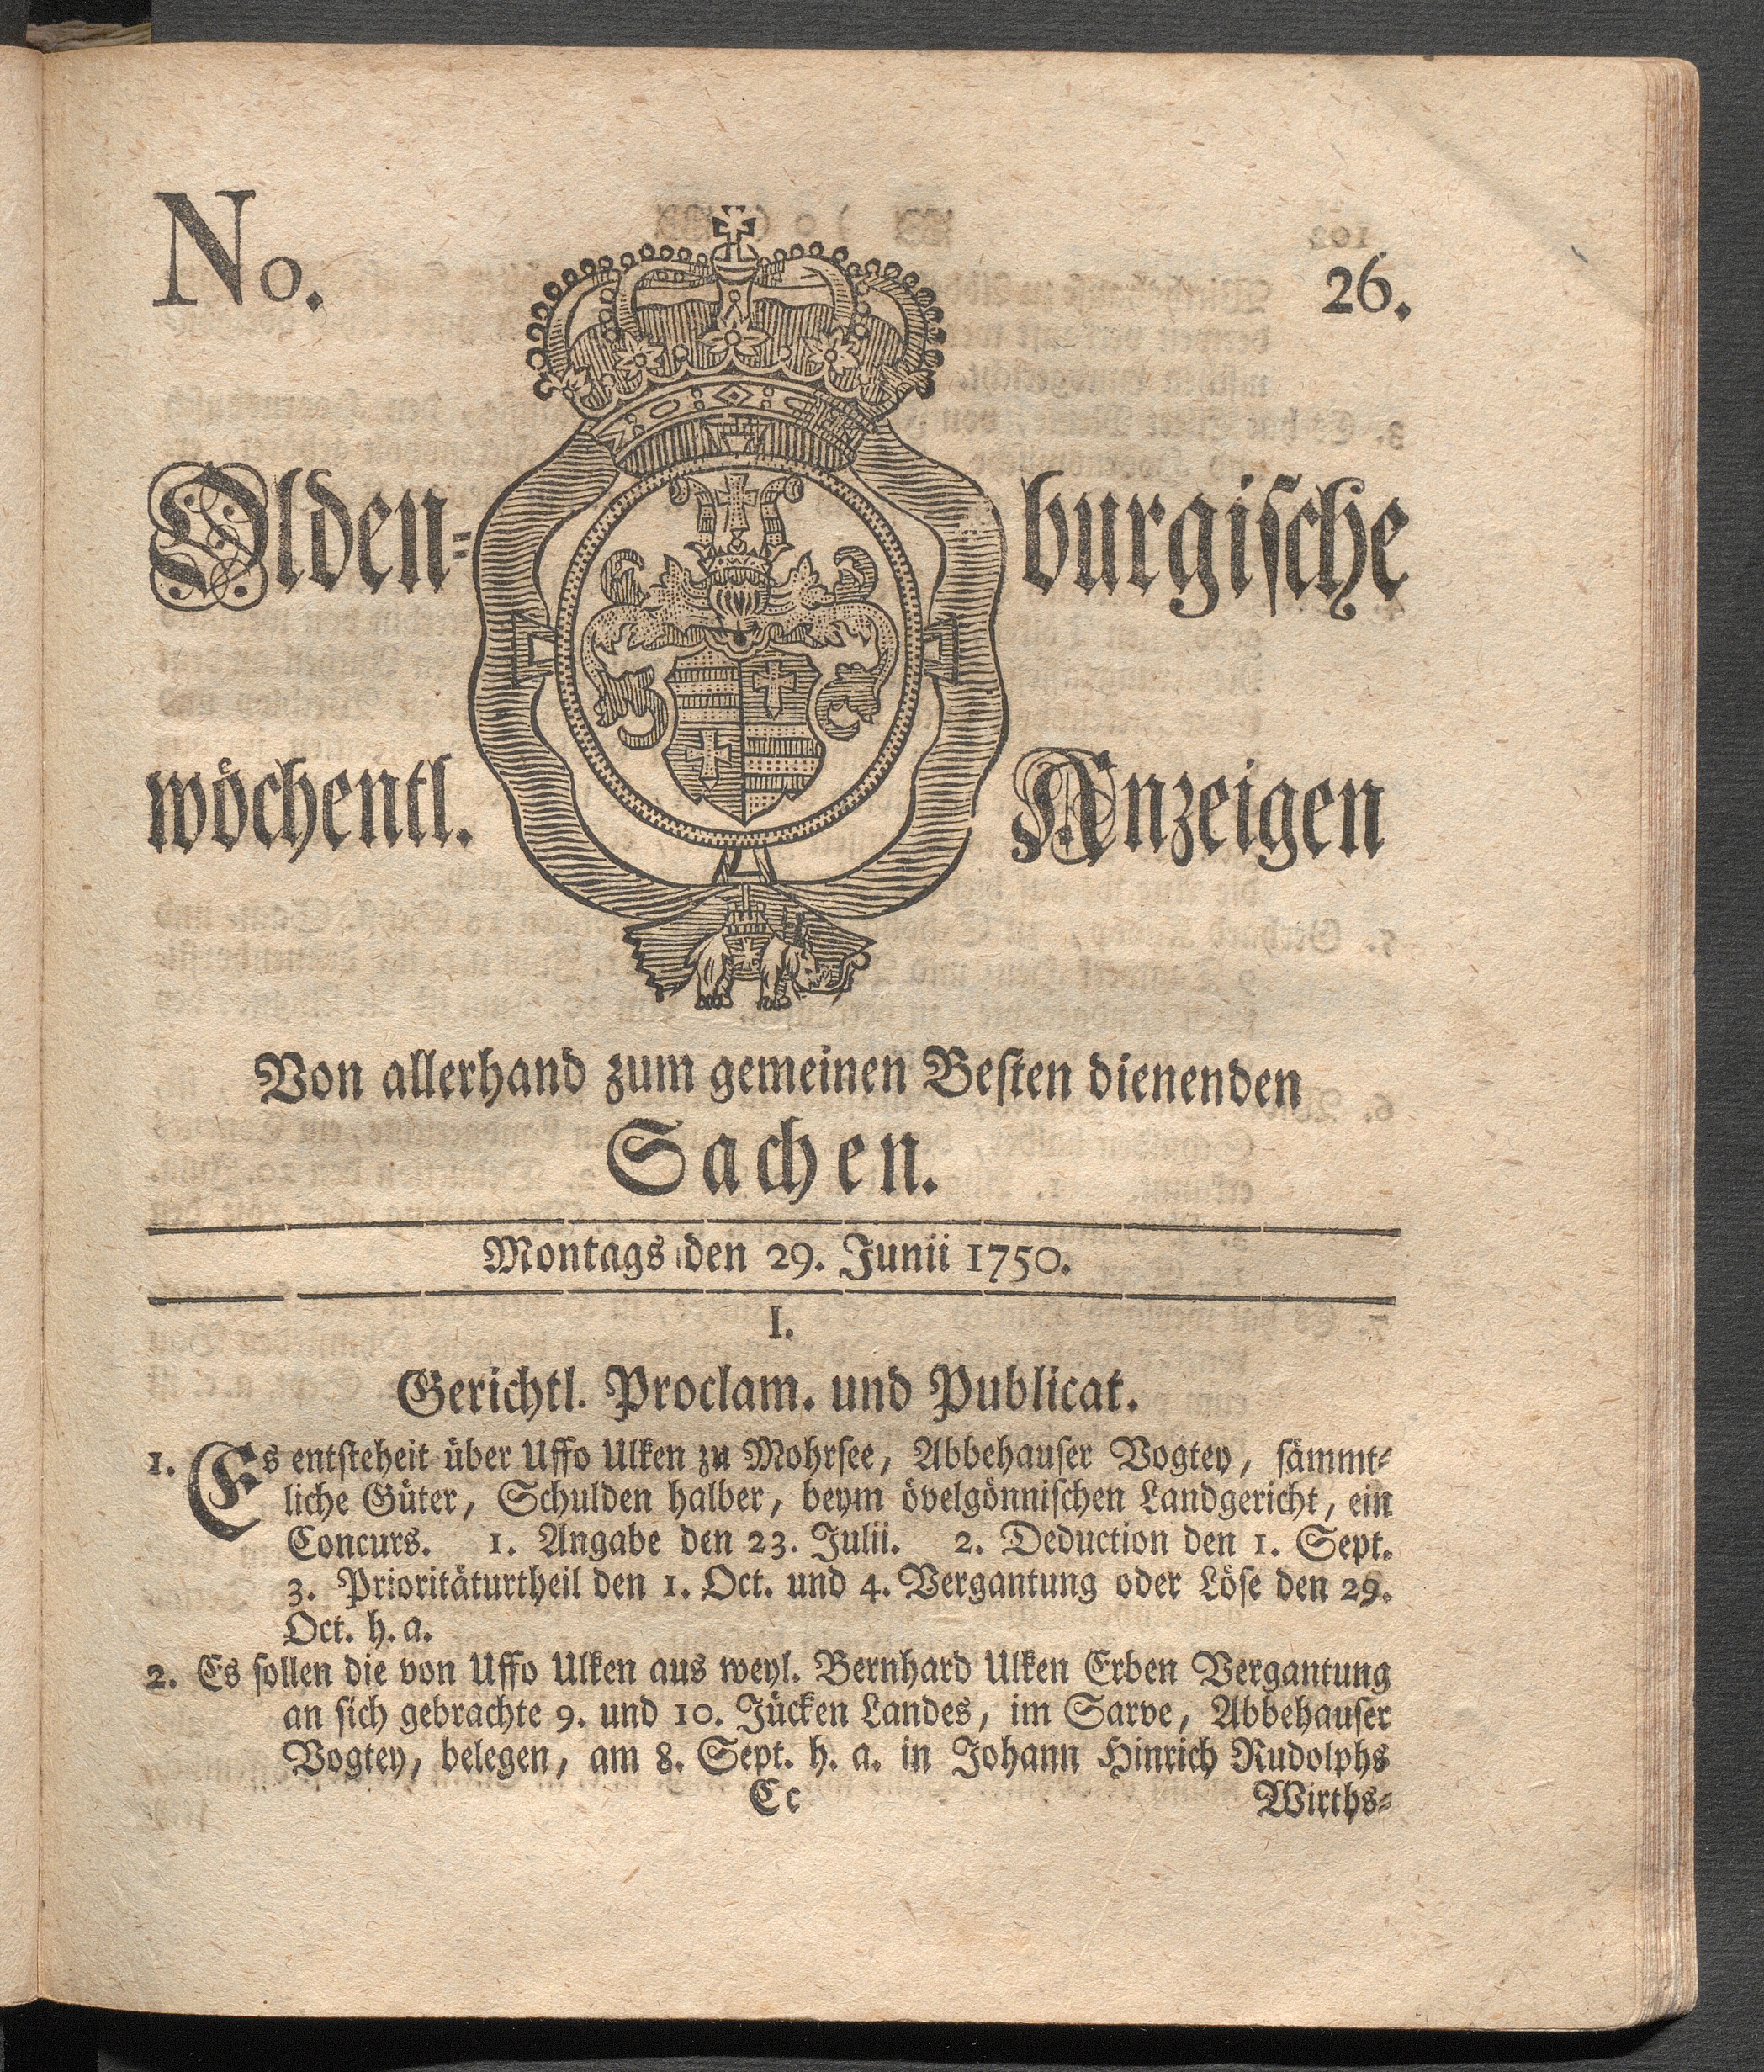 No. 26.
Olden= burgische
wöchentl. Anzeigen
Von allerhand zum gemeinen Besten dienenden
Sachen.
Montags den 29. Junii 1750.
I.
Gerichtl. Proclam. und Publicat.
1. Es entsteheit über Uffo Ulken zu Mohrsee, Abbehauser Vogtey, sämmt=
liche Güter, Schulden halber, beym övelgönnischen Landgericht, ein
Concurs. 1. Angabe den 23. Julii. 2. Deduction den 1. Sept.
3. Prioritäturtheil den 1. Oct. und 4. Vergantung oder Löse den 29.
Oct. h. a.
2. Es sollen die von Uffo Ulken aus weyl. Bernhard Ulken Erben Vergantung
an sich gebrachte 9. und 10. Jücken Landes, im Sarve, Abbehauser
Vogtey, belegen, am 8. Sept. h. a. in Johann Hinrich Rudolphs
Cc Wirths=